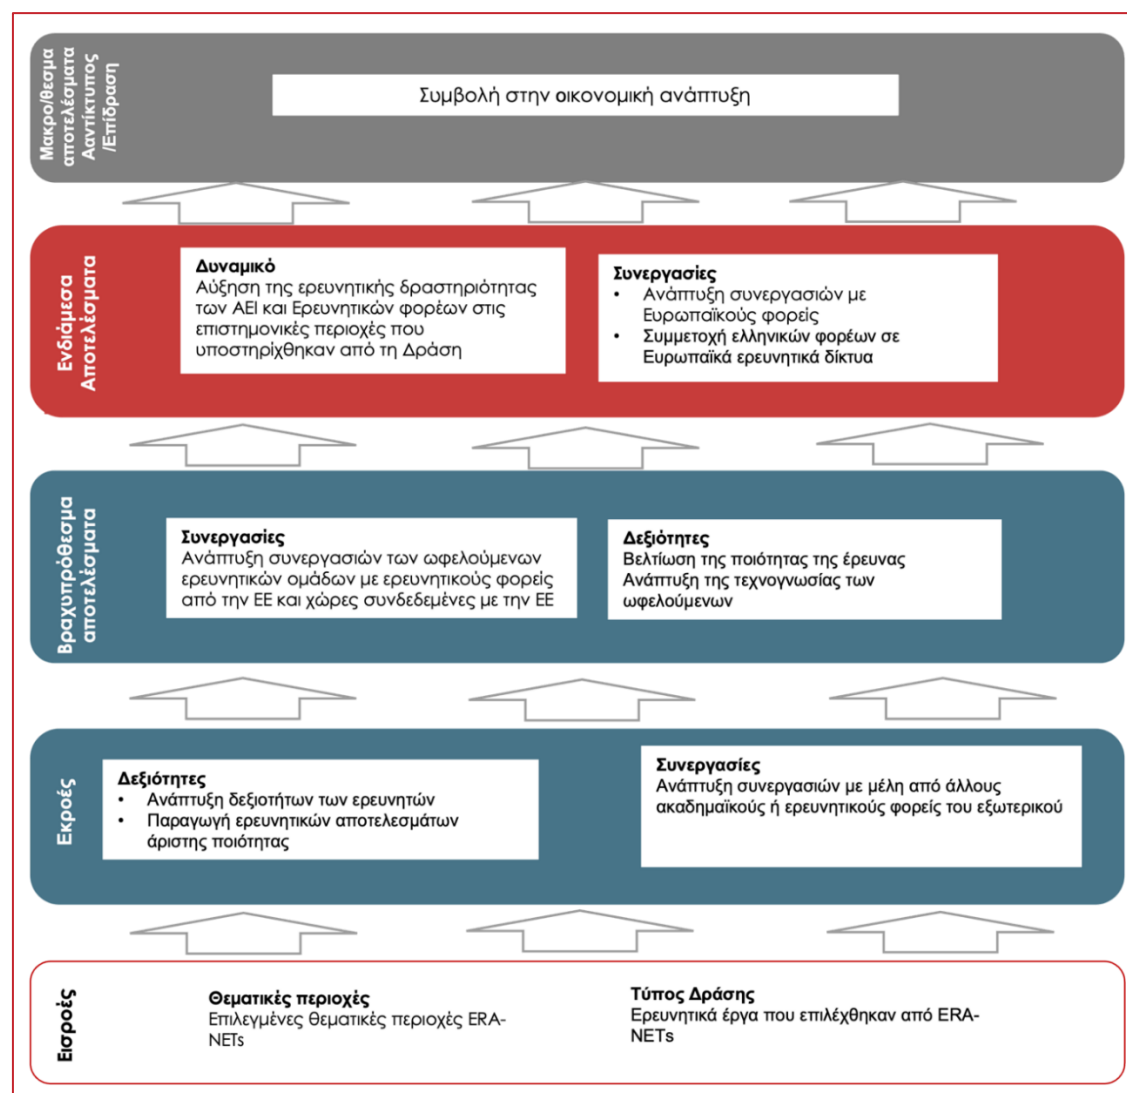 Μακρο/θεσμα
αποτελέσματα
Ααντίκτυπος
/Επίδραση
Συμβολή στην οικονομική ανάπτυξη
Ενδιάμεσα
Αποτελέσματα
Δυναμικό
Αύξηση της ερευνητικής δραστηριότητας
των ΑΕΙ και Ερευνητικών φορέων στις
επιστημονικές περιοχές που
υποστηρίχθηκαν από τη Δράση
Συνεργασίες
• Ανάπτυξη συνεργασιών με
Ευρωπαϊκούς φορείς
• Συμμετοχή ελληνικών φορέων σε
Ευρωπαϊκά ερευνητικά δίκτυα
Βραχυπρόθεσμα
αποτελέσματα
Συνεργασίες
Ανάπτυξη συνεργασιών των ωφελούμενων
ερευνητικών ομάδων με ερευνητικούς φορείς
από την ΕΕ και χώρες συνδεδεμένες με την ΕΕ
Δεξιότητες
Βελτίωση της ποιότητας της έρευνας
Ανάπτυξη της τεχνογνωσίας των
ωφελούμενων
Εκροές
Δεξιότητες
• Ανάπτυξη δεξιοτήτων των ερευνητών
• Παραγωγή ερευνητικών αποτελεσμάτων
άριστης ποιότητας
Συνεργασίες
Ανάπτυξη συνεργασιών με μέλη από άλλους
ακαδημαϊκούς ή ερευνητικούς φορείς του εξωτερικού
Εισροές
Θεματικές περιοχές
Επιλεγμένες θεματικές περιοχές ERA-
NETs
Τύπος Δράσης
Ερευνητικά έργα που επιλέχθηκαν από ERA-
NETs